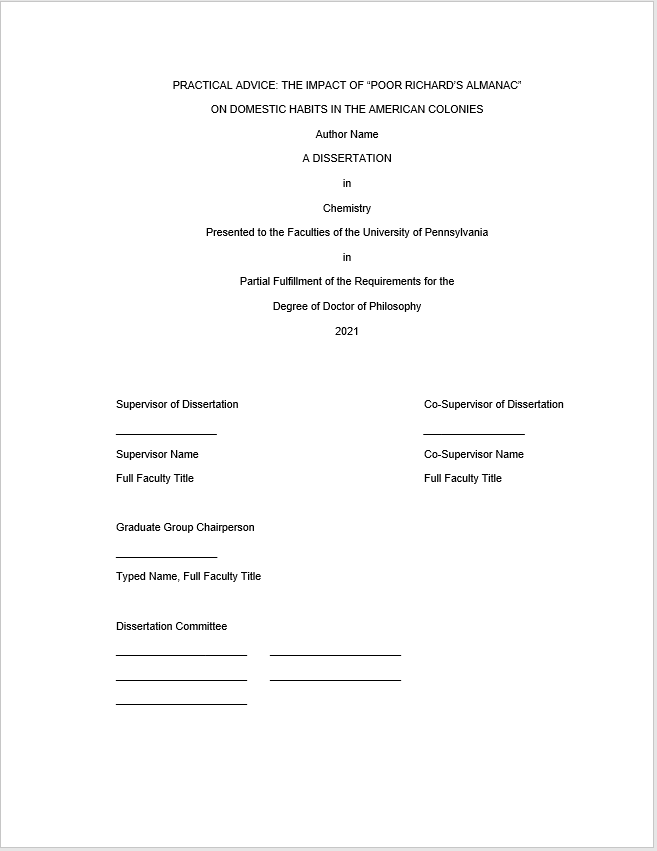 PRACTICAL ADVICE: THE IMPACT OF “POOR RICHARD’S ALMANAC”
ON DOMESTIC HABITS IN THE AMERICAN COLONIES
Author Name
A DISSERTATION
in
Chemistry
Presented to the Faculties of the University of Pennsylvania
in
Partial Fulfillment of the Requirements for the
Degree of Doctor of Philosophy
2021
Supervisor of Dissertation Co-Supervisor of Dissertation
Supervisor Name Co-Supervisor Name
Full Faculty Title Full Faculty Title
Graduate Group Chairperson
Typed Name, Full Faculty Title
Dissertation Committee